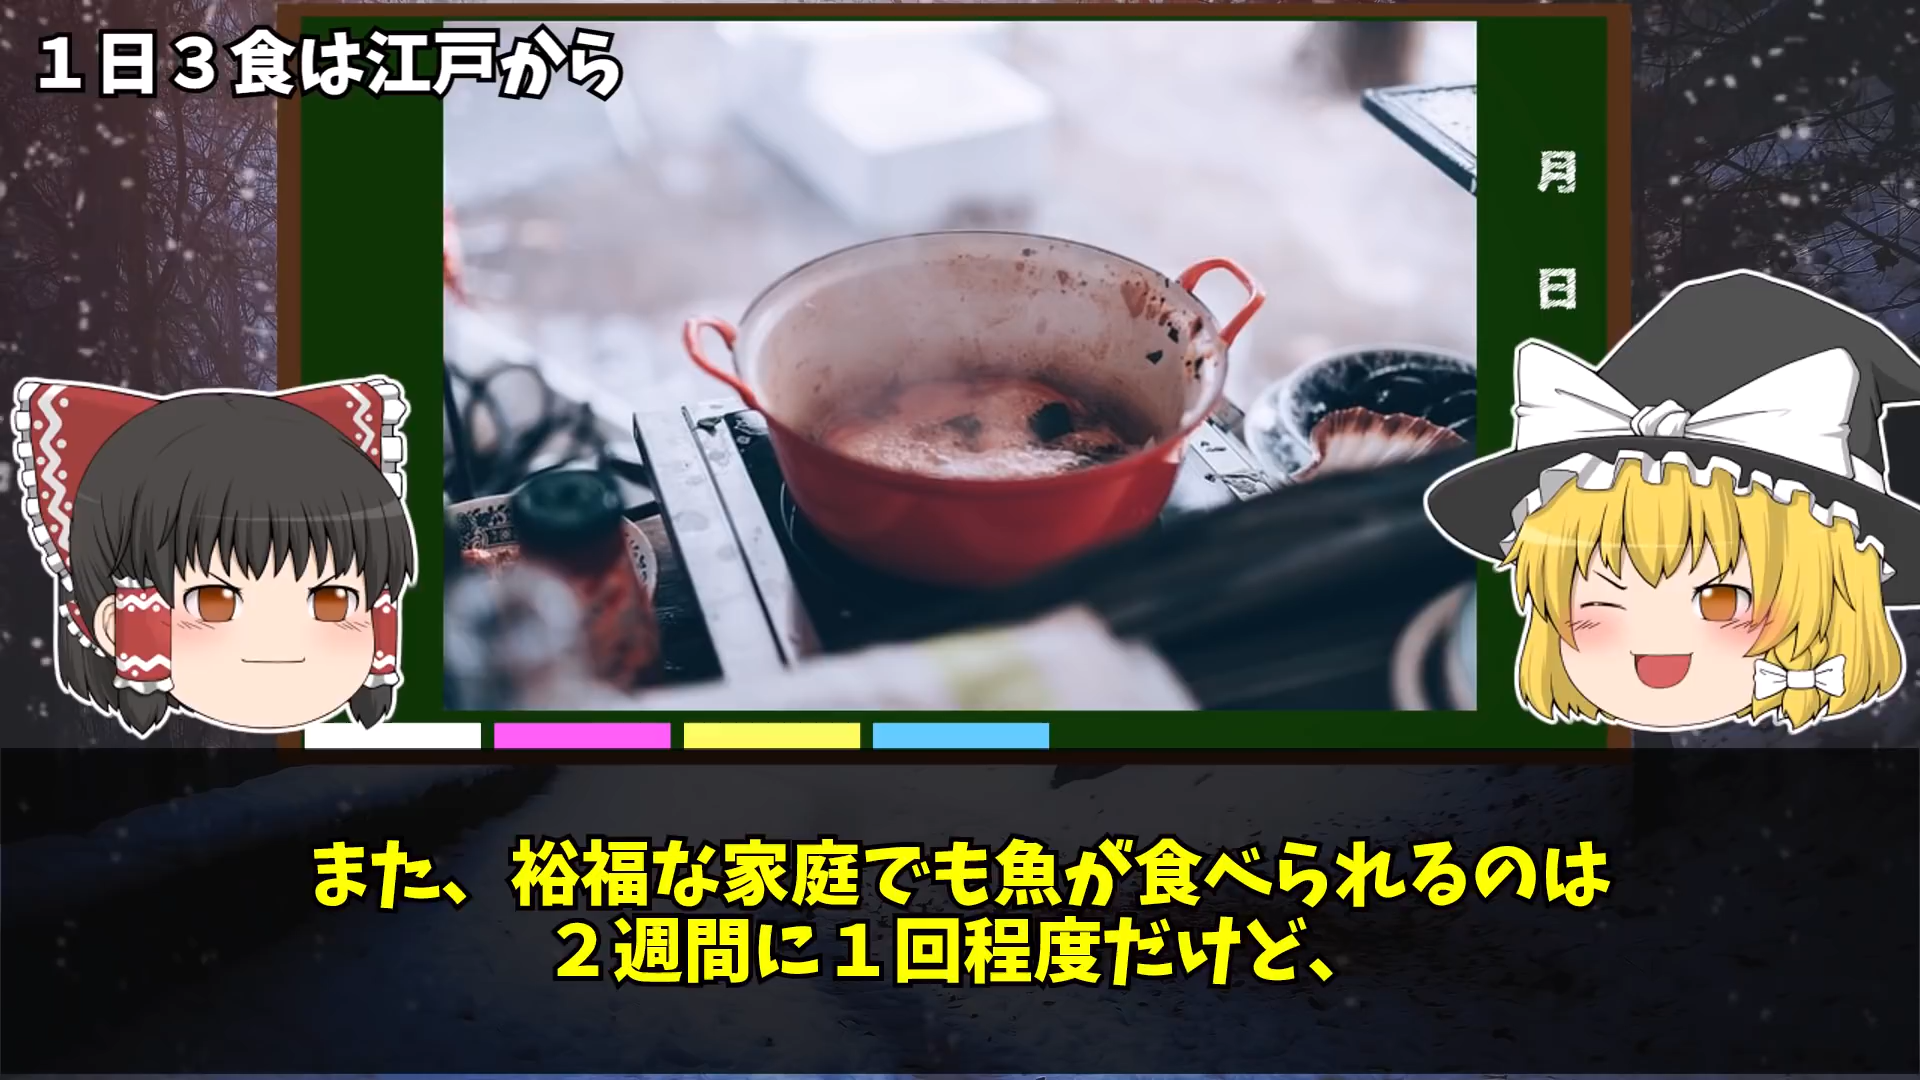 １日３食は江戸から
月
日
また、裕福な家庭でも魚が食べられるのは
２週間に１回程度だけど、